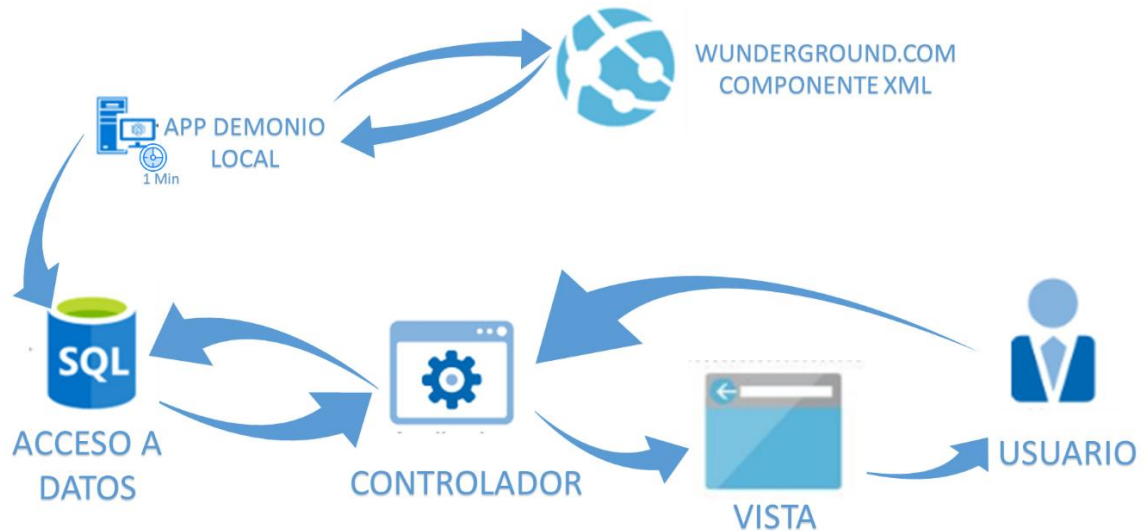 WUNDERGROUND.COM
COMPONENTE XML
APP DEMONIO
LOCAL
1 Min
SQL
ACCESO A
DATOS
CONTROLADOR
VISTA
USUARIO